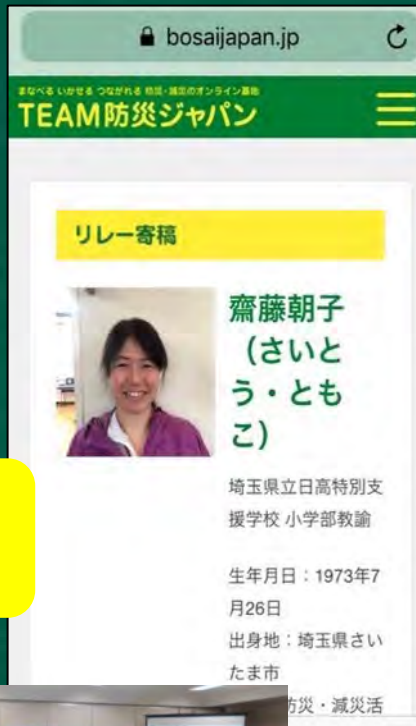 bosaijapan.jp
まなべる いかせる つながれる 防災・減災のオンライン基地
TEAM防災ジャパン
リレー寄稿
齋藤朝子
（さいと
う・とも
こ）
埼玉県立日高特別支
援学校 小学部教諭
生年月日：1973年7
月26日
出身地：埼玉県さい
たま市
防災・減災活